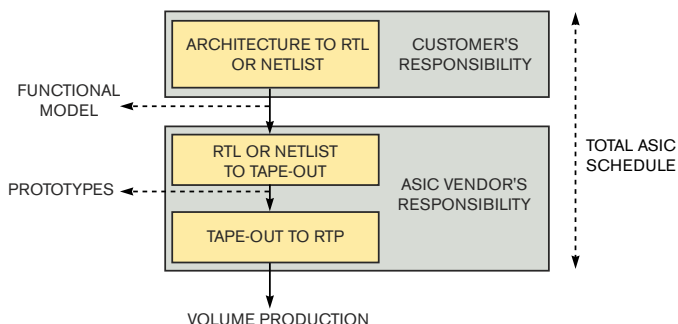 ARCHITECTURE TO RTL
OR NETLIST
CUSTOMER'S
RESPONSIBILITY
FUNCTIONAL
MODEL
RTL OR NETLIST
TO TAPE-OUT
PROTOTYPES
ASIC VENDOR'S
RESPONSIBILITY
TAPE-OUT TO RTP
TOTAL ASIC
SCHEDULE
VOLUME PRODUCTION